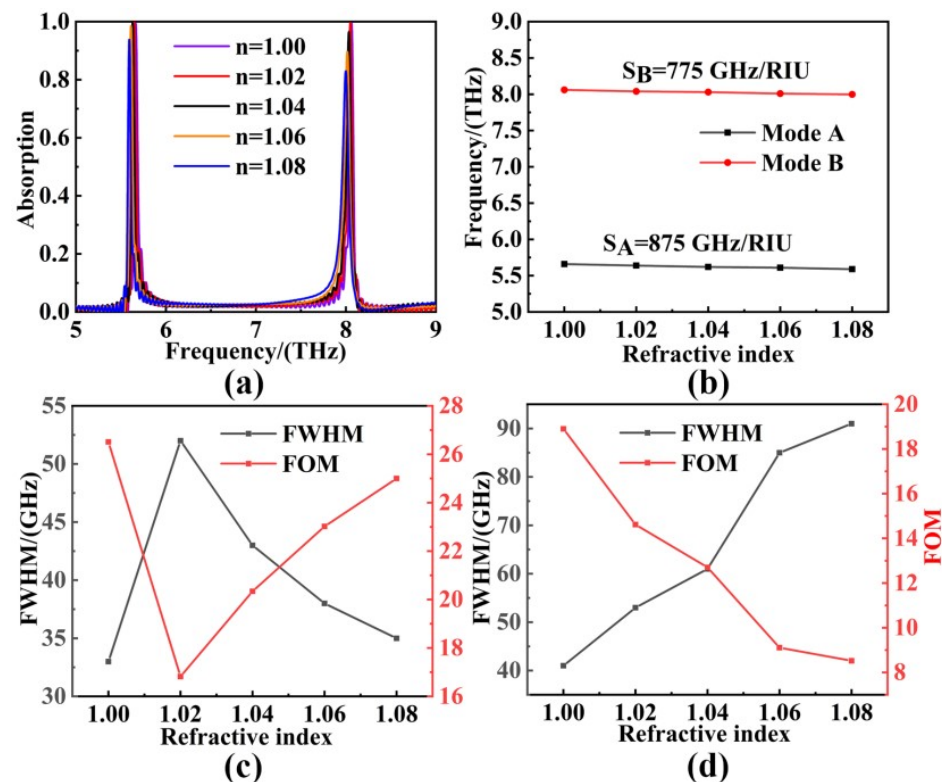 1.0
0.8
0.6
0.4
0.2
0.0
Absorption
n=1.00
n=1.02
n=1.04
n=1.06
n=1.08
5 6 7 8 9
Frequency/(THz)
(a)
9.0
8.5
8.0
7.5
7.0
6.5
6.0
5.5
5.0
Frequency/(THz)
SB=775 GHz/RIU
Mode A
Mode B
SA=875 GHz/RIU
1.00 1.02 1.04 1.06 1.08
Refractive index
(b)
55
50
45
40
35
30
FWHM/(GHz)
FWHM
FOM
28
26
24
22
20
18
16
1.00 1.02 1.04 1.06 1.08
Refractive index
(c)
90
80
70
60
50
40
FWHM/(GHz)
FWHM
FOM
20
18
16
14
12
10
8
FOM
1.00 1.02 1.04 1.06 1.08
Refractive index
(d)